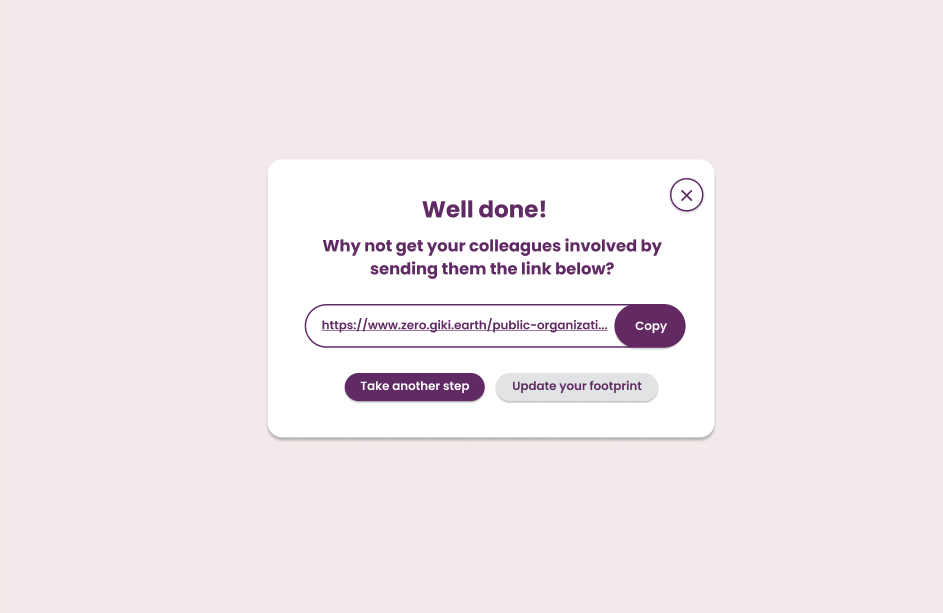 Well done!
Why not get your colleagues involved by
sending them the link below?
https://www.zero.giki.earth/public-organizati...
Copy
Take another step
Update your footprint